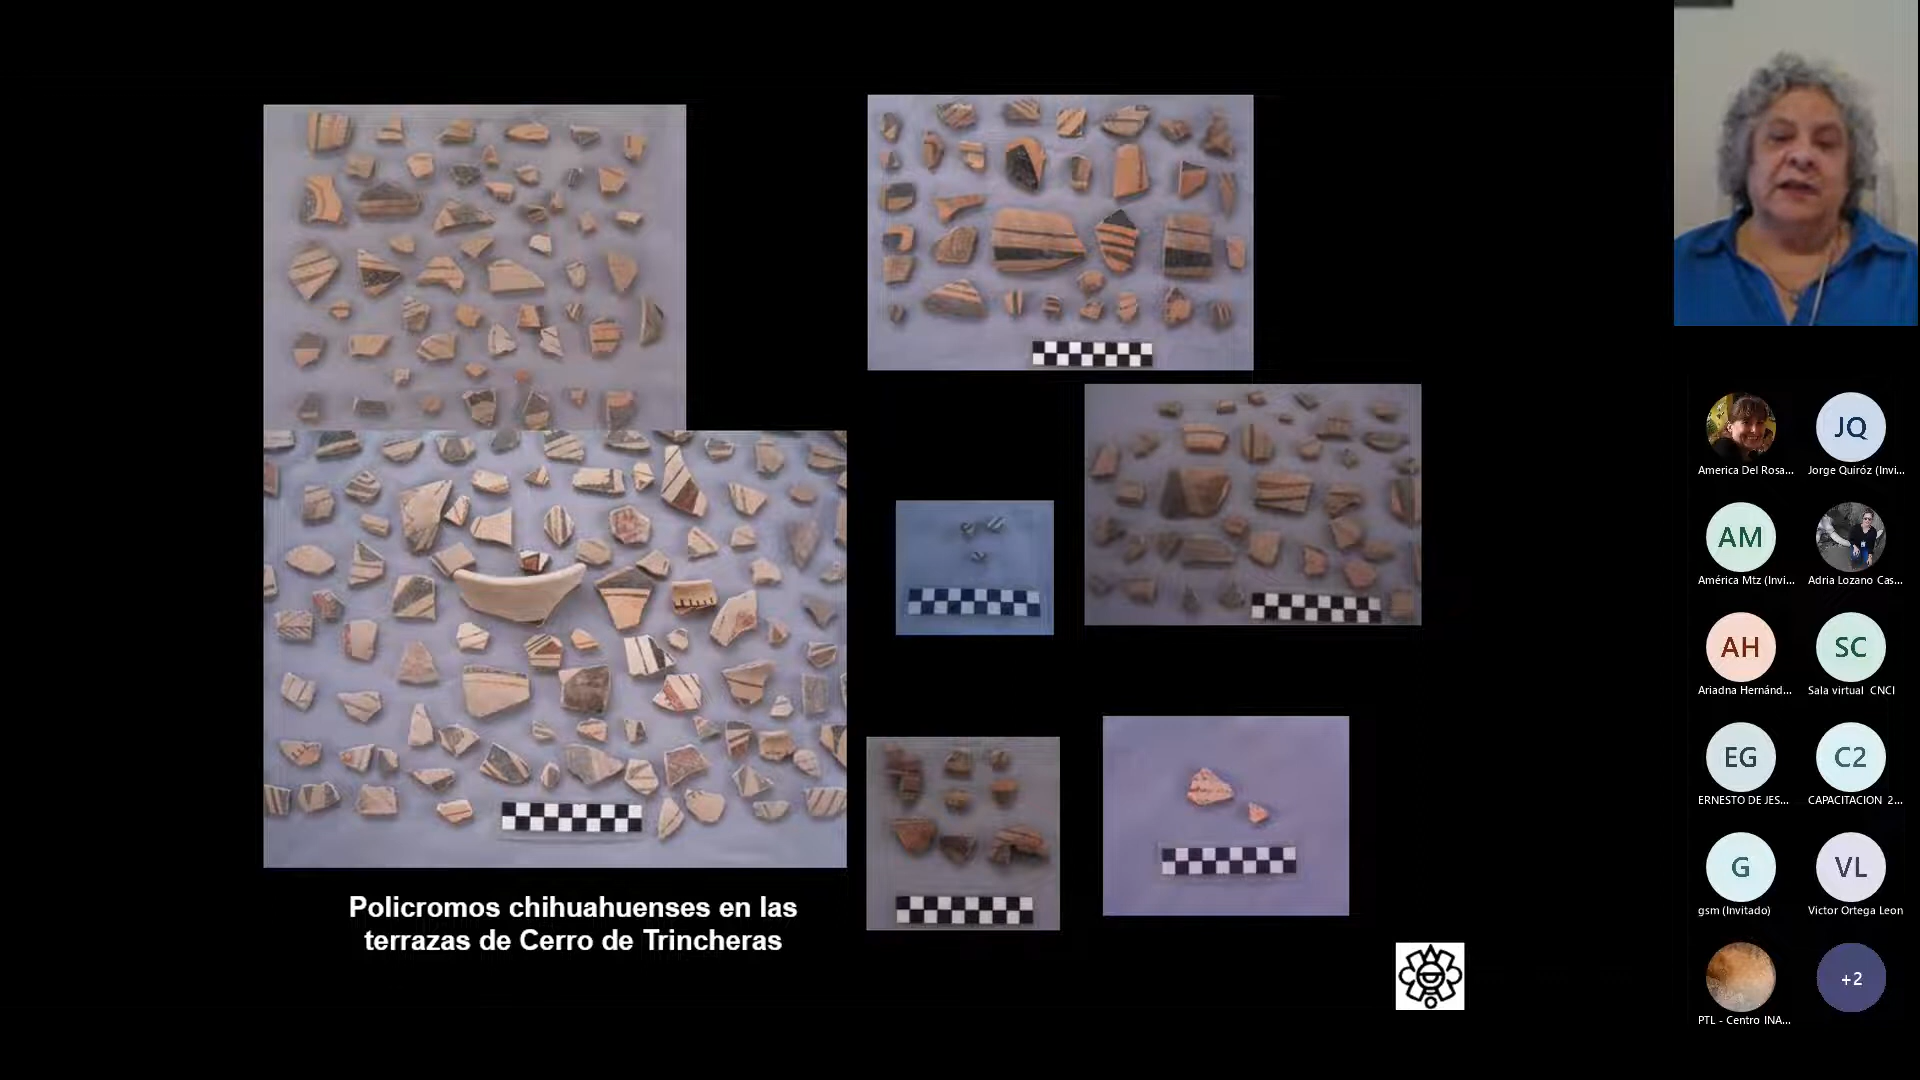 Policromos chihuahuenses en las
terrazas de Cerro de Trincheras
JQ
America Del Rosa...
Jorge Quiróz (Invi...
AM
América Mtz (Invi...
Adria Lozano Cas...
AH
SC
Ariadna Hernánd...
Sala virtual CNCI
EG
C2
ERNESTO DE JES...
CAPACITACION 2...
G
VL
gsm (Invitado)
Victor Ortega Leon
+2
PTL - Centro INA...